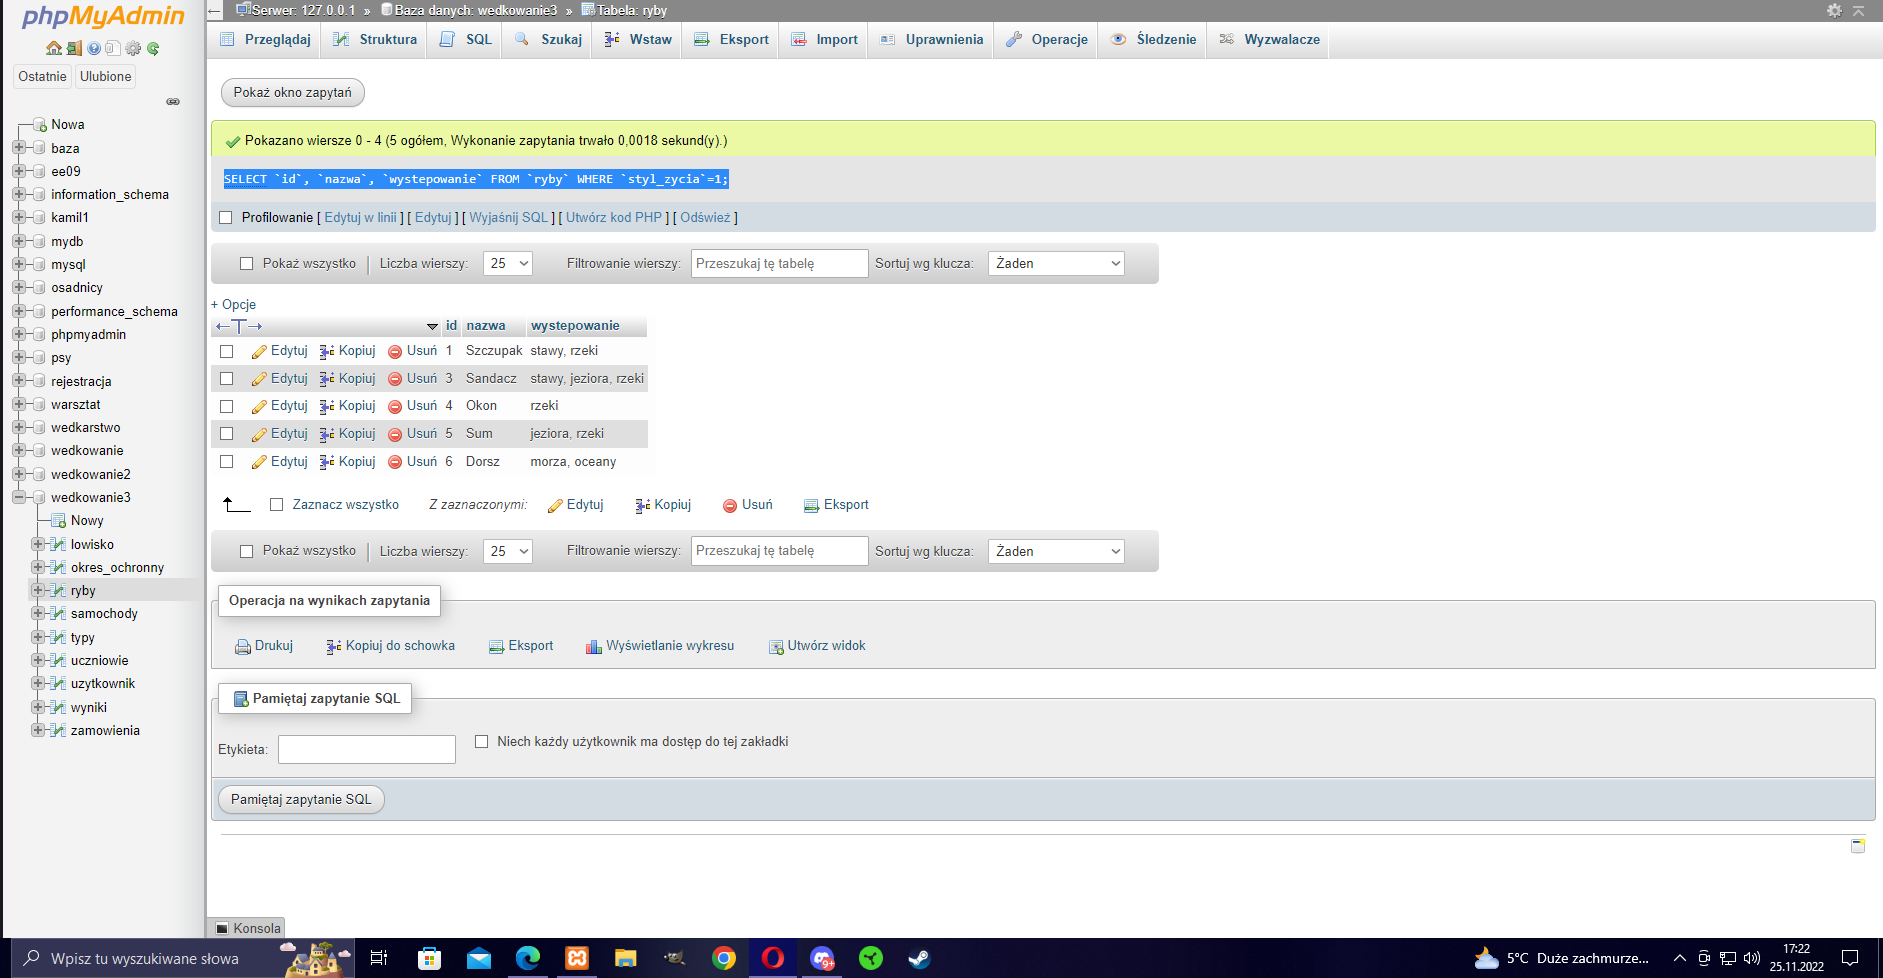 phpMyAdmin
Ostatnie Ulubione
Nowa
baza
ee09
information_schema
kamil1
mydb
mysql
osadnicy
performance_schema
phpmyadmin
psy
rejestracja
warsztat
wedkarstwo
wedkowanie
wedkowanie2
wedkowanie3
Nowy
lowisko
okres_ochronny
ryby
samochody
typy
uczniowie
uzytkownik
wyniki
zamowienia
Serwer: 127.0.0.1 » Baza danych: wedkowanie3 » Tabela: ryby
Przeglądaj Struktura SQL Szukaj Wstaw Eksport Import Uprawnienia Operacje Śledzenie Wyzwalacze
Pokaż okno zapytań
Pokazano wiersze 0 - 4 (5 ogółem, Wykonanie zapytania trwało 0,0018 sekund(y).)
SELECT `id`, `nazwa`, `wystepowanie` FROM `ryby` WHERE `styl_zycia`=1;
Profilowanie [ Edytuj w linii ] [ Edytuj ] [ Wyjaśnij SQL ] [ Utwórz kod PHP ] [ Odśwież ]
Pokaż wszystko Liczba wierszy: 25 Filtrowanie wierszy: Przeszukaj tę tabelę Sortuj wg klucza: Żaden
+ Opcje
id nazwa wystepowanie
Edytuj Kopiuj Usuń 1 Szczupak stawy, rzeki
Edytuj Kopiuj Usuń 3 Sandacz stawy, jeziora, rzeki
Edytuj Kopiuj Usuń 4 Okon rzeki
Edytuj Kopiuj Usuń 5 Sum jeziora, rzeki
Edytuj Kopiuj Usuń 6 Dorsz morza, oceany
Zaznacz wszystko Z zaznaczonymi: Edytuj Kopiuj Usuń Eksport
Pokaż wszystko Liczba wierszy: 25 Filtrowanie wierszy: Przeszukaj tę tabelę Sortuj wg klucza: Żaden
Operacja na wynikach zapytania
Drukuj Kopiuj do schowka Eksport Wyświetlanie wykresu Utwórz widok
Pamiętaj zapytanie SQL
Etykieta: Niech każdy użytkownik ma dostęp do tej zakładki
Pamiętaj zapytanie SQL
Konsola
Wpisz tu wyszukiwane słowa
9+
5°C Duże zachmurze...
17:22
25.11.2022